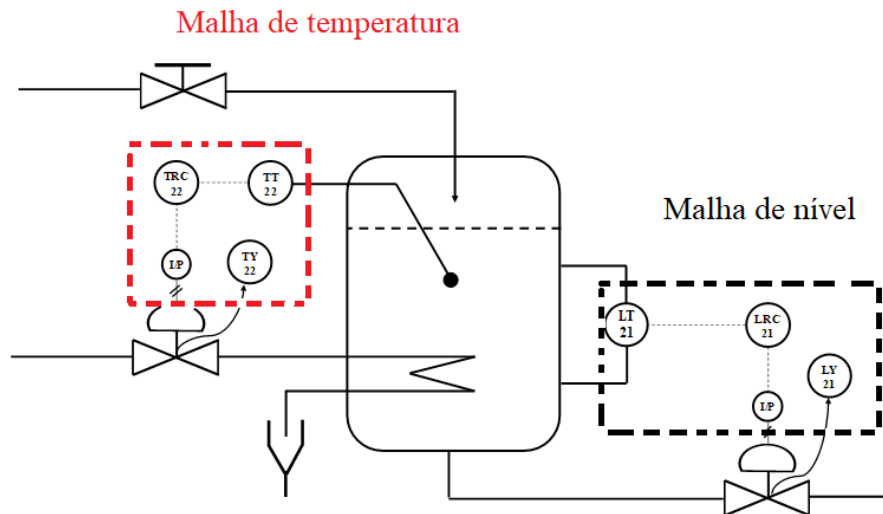 Malha de temperatura
TRC
22
TT
22
I/P
TY
22
Malha de nível
LT
21
LRC
21
LY
21
I/P